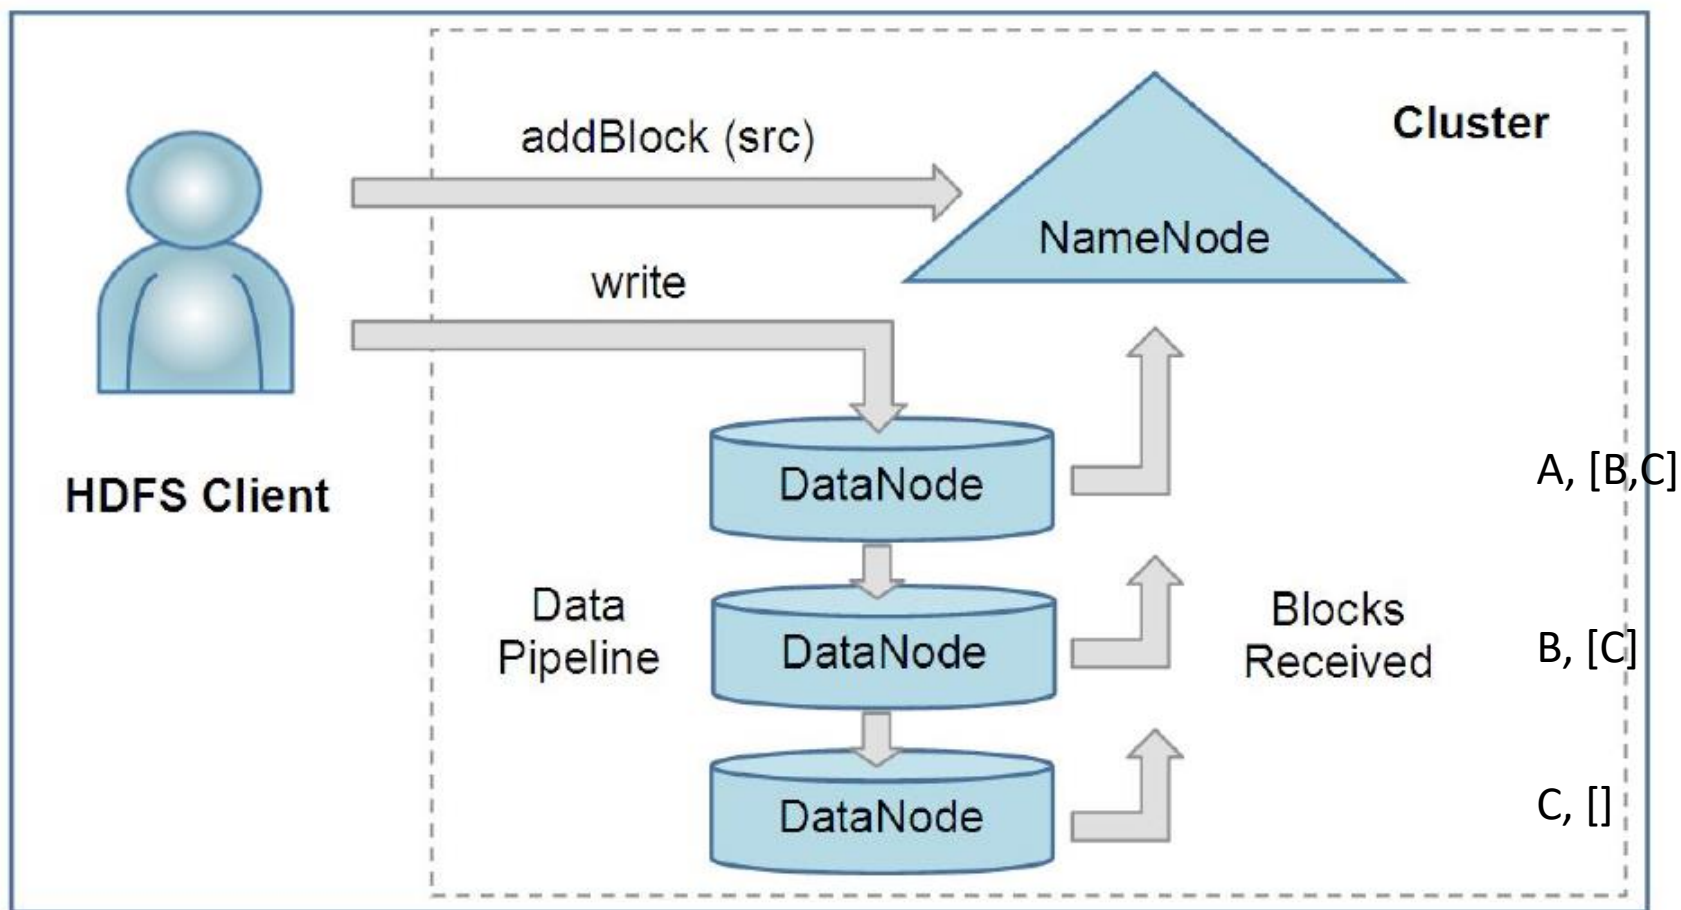 Cluster
addBlock (src)
NameNode
write
HDFS Client
DataNode
A, [B,C]
Data
Pipeline
DataNode
Blocks
Received
B, [C]
DataNode
C, []